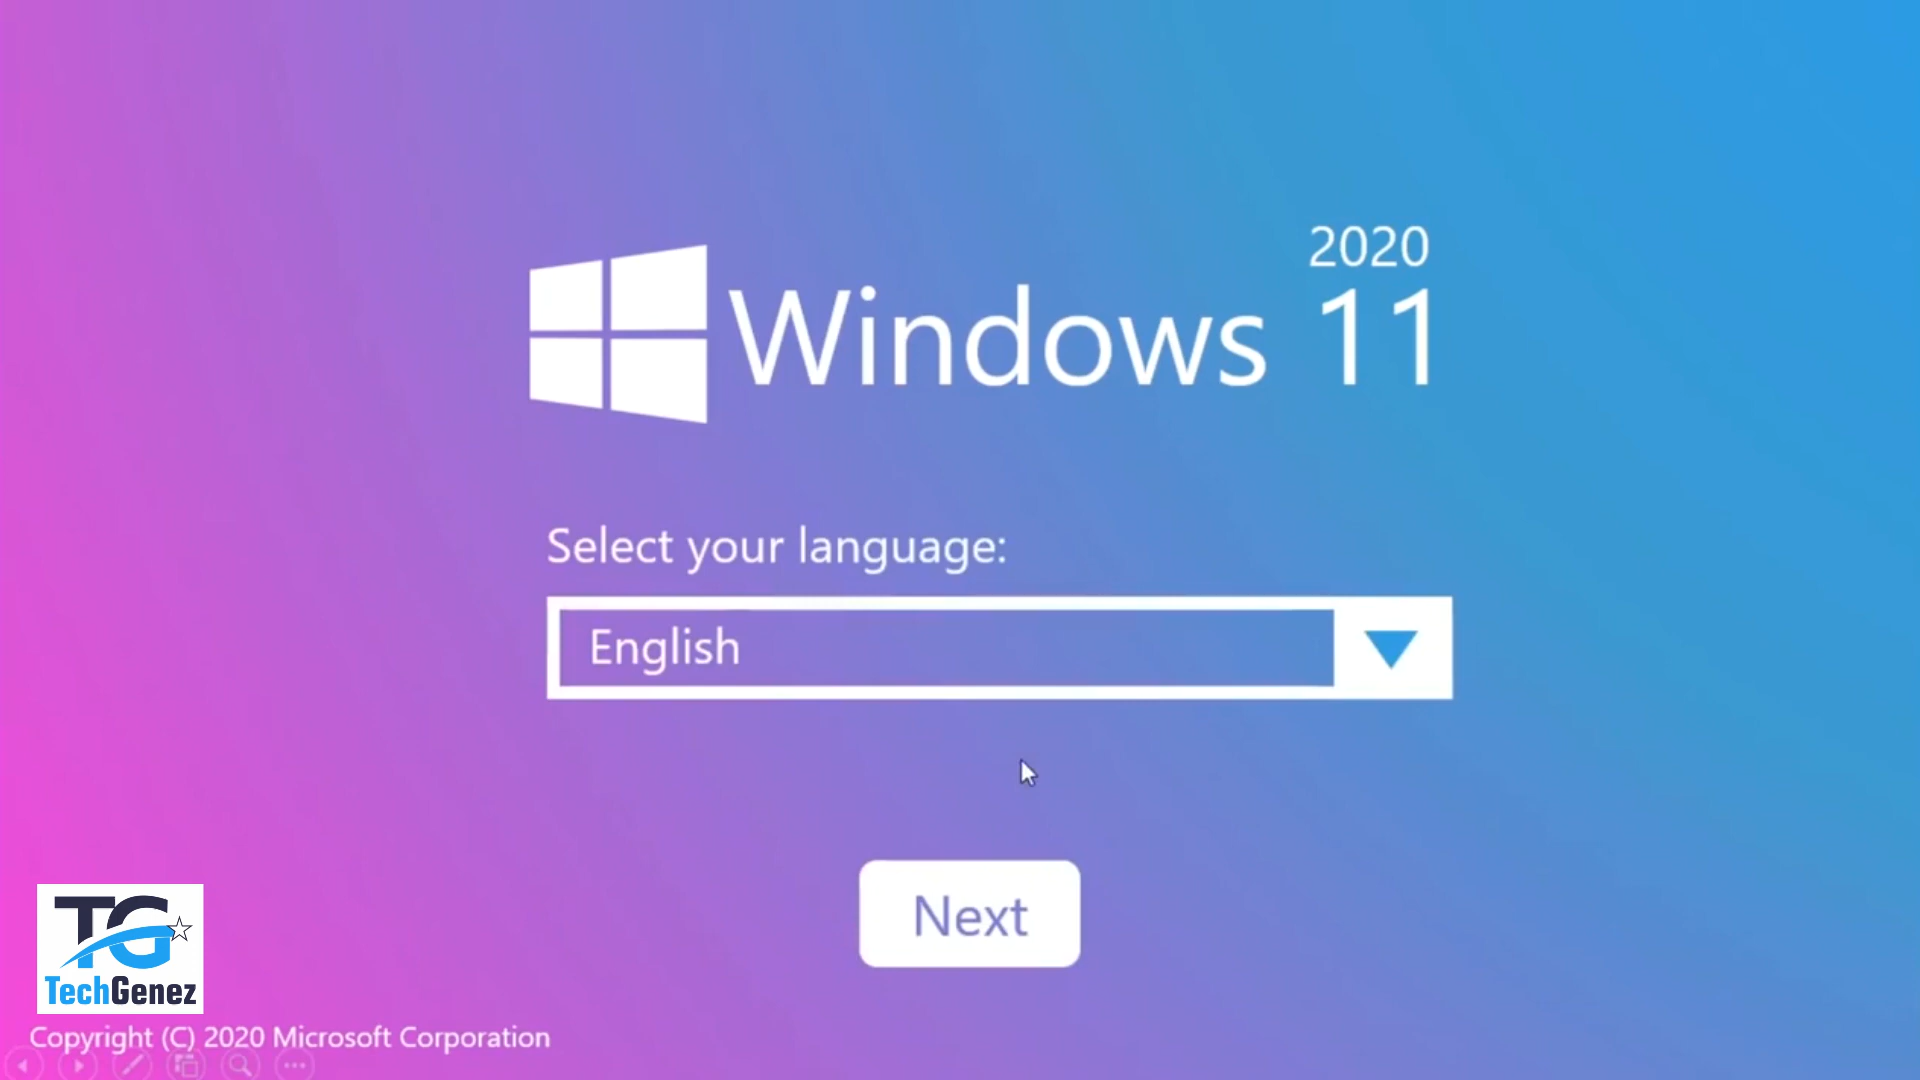 2020
Windows 11
Select your language:
English
Next
TG
TechGenez
Copyright (C) 2020 Microsoft Corporation